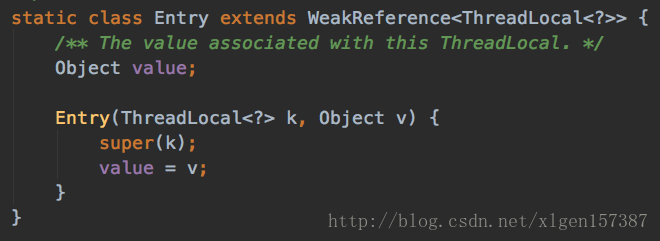 static class Entry extends WeakReference<ThreadLocal<?>> {
/** The value associated with this ThreadLocal. */
Object value;
Entry(ThreadLocal<?> k, Object v) {
super(k);
value = v;
}
}
http://blog.csdn.net/xlgen157387